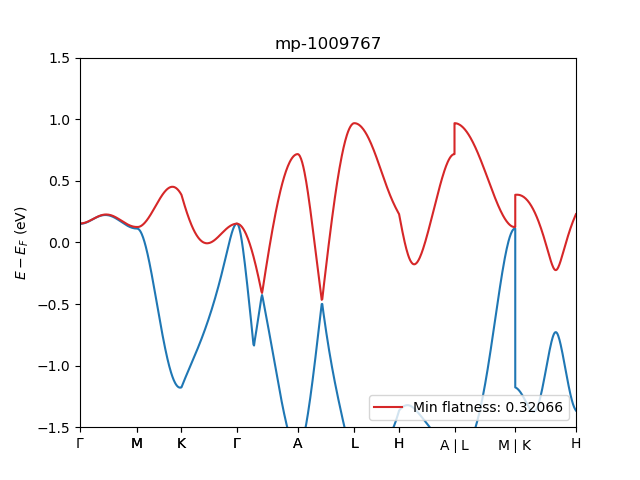 mp-1009767
1.5
1.0
0.5
0.0
−0.5
−1.0
−1.5
E − E_F (eV)
Min flatness: 0.32066
Γ M K Γ A L H A | L M | K H